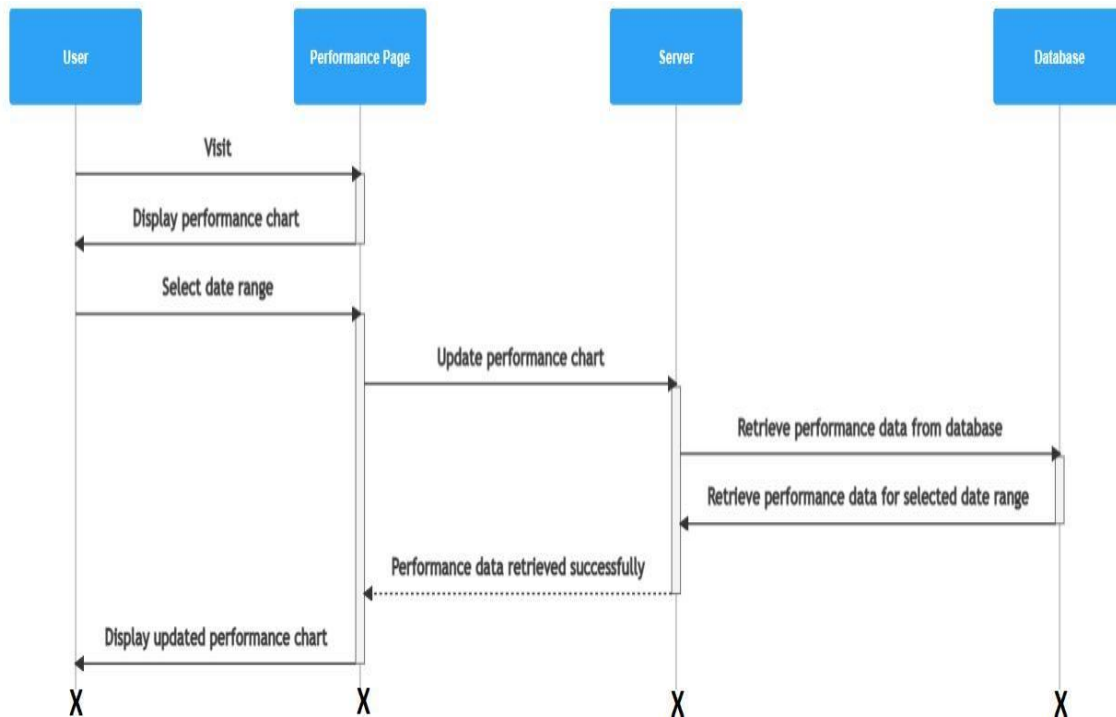 User
Performance Page
Server
Database
Visit
Display performance chart
Select date range
Update performance chart
Retrieve performance data from database
Retrieve performance data for selected date range
Performance data retrieved successfully
Display updated performance chart
X X X X